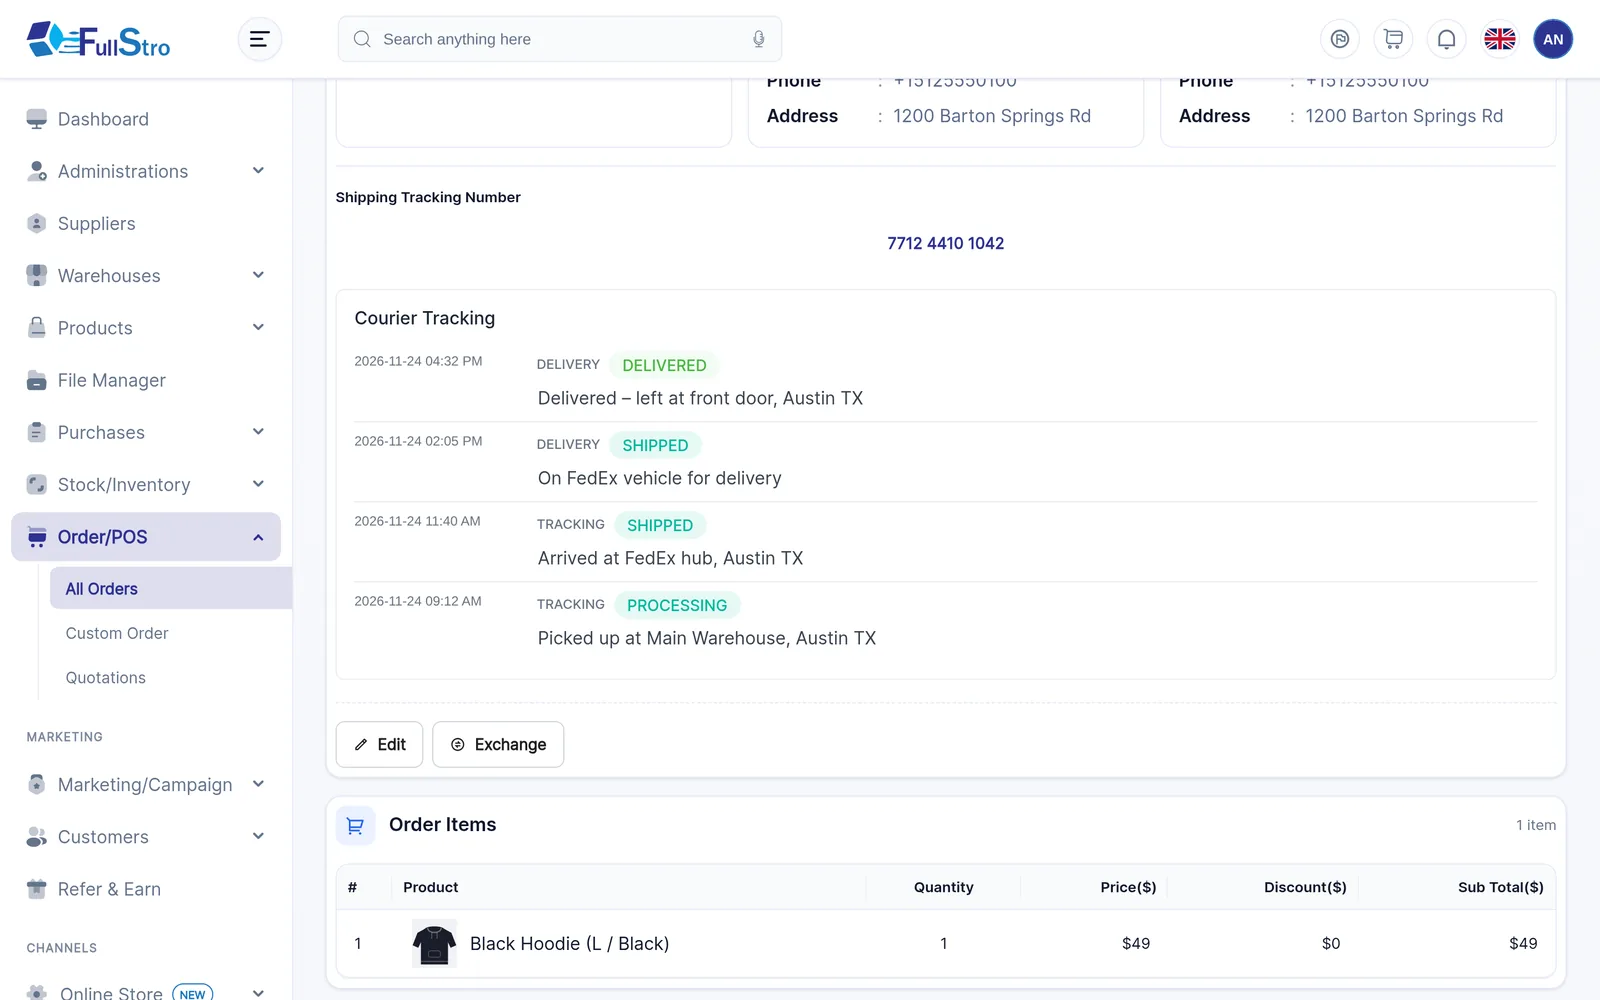 FullStro
Search anything here
AN
Dashboard
Administrations
Suppliers
Warehouses
Products
File Manager
Purchases
Stock/Inventory
Order/POS
All Orders
Custom Order
Quotations
MARKETING
Marketing/Campaign
Customers
Refer & Earn
CHANNELS
Online Store NEW
Phone : +15125550100
Address : 1200 Barton Springs Rd
Phone : +15125550100
Address : 1200 Barton Springs Rd
Shipping Tracking Number
7712 4410 1042
Courier Tracking
2026-11-24 04:32 PM DELIVERY DELIVERED
Delivered – left at front door, Austin TX
2026-11-24 02:05 PM DELIVERY SHIPPED
On FedEx vehicle for delivery
2026-11-24 11:40 AM TRACKING SHIPPED
Arrived at FedEx hub, Austin TX
2026-11-24 09:12 AM TRACKING PROCESSING
Picked up at Main Warehouse, Austin TX
Edit Exchange
Order Items 1 item
# Product Quantity Price($) Discount($) Sub Total($)
1 Black Hoodie (L / Black) 1 $49 $0 $49